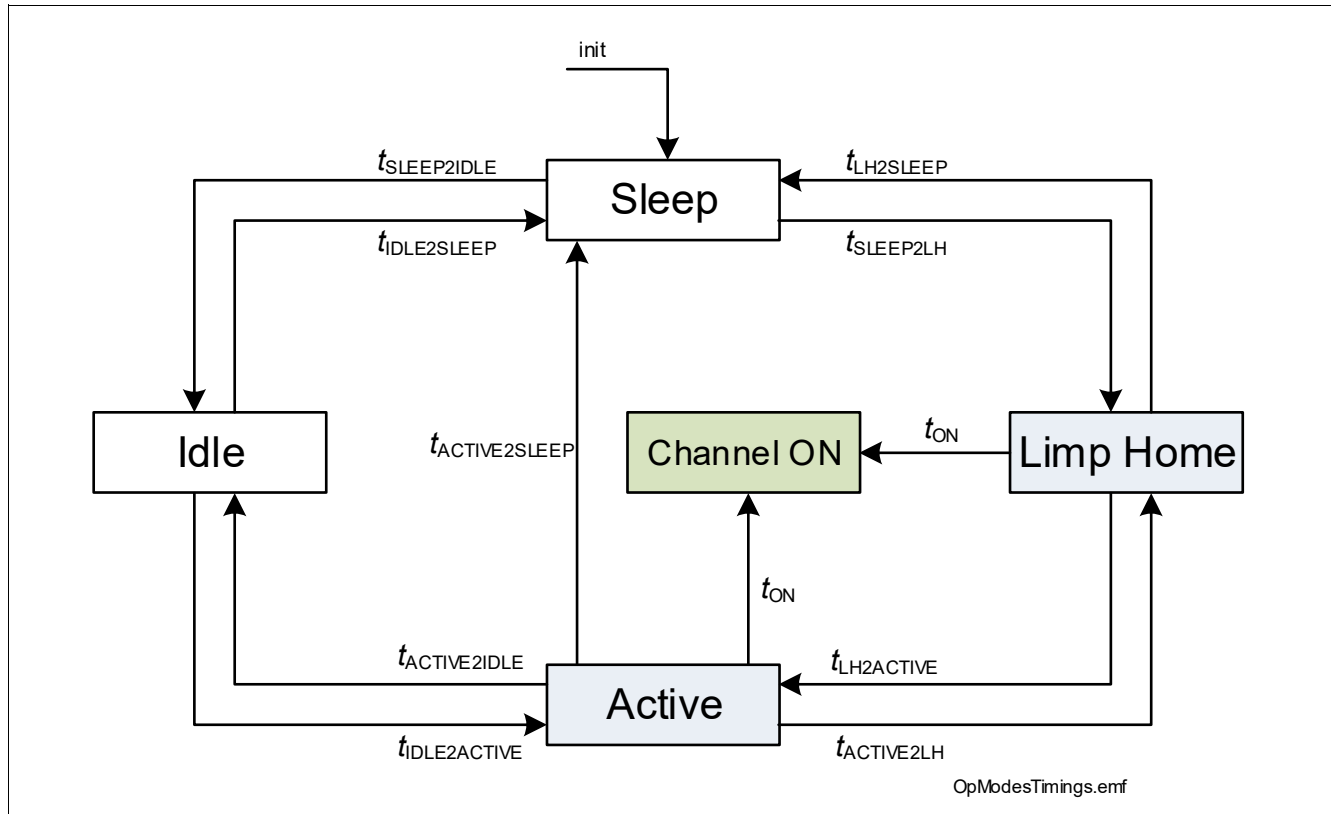 init
tSLEEP2IDLE
tLH2SLEEP
Sleep
tIDLE2SLEEP
tSLEEP2LH
Idle
tACTIVE2SLEEP
Channel ON
tON
Limp Home
tON
tACTIVE2IDLE
tLH2ACTIVE
Active
tIDLE2ACTIVE
tACTIVE2LH
OpModesTimings.emf